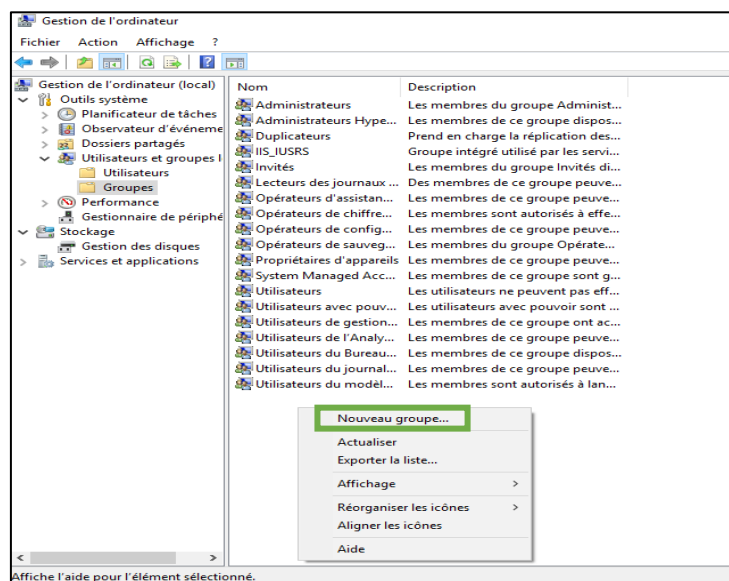 Gestion de l'ordinateur
Fichier Action Affichage ?
Gestion de l'ordinateur (local)
Outils système
Planificateur de tâches
Observateur d'événeme
Dossiers partagés
Utilisateurs et groupes l
Utilisateurs
Groupes
Performance
Gestionnaire de périphé
Stockage
Gestion des disques
Services et applications
Nom Description
Administrateurs Les membres du groupe Administ...
Administrateurs Hype... Les membres de ce groupe dispos...
Duplicateurs Prend en charge la réplication des...
IIS_IUSRS Groupe intégré utilisé par les servi...
Invités Les membres du groupe Invités di...
Lecteurs des journaux ... Des membres de ce groupe peuve...
Opérateurs d'assistan... Les membres de ce groupe peuve...
Opérateurs de chiffre... Les membres sont autorisés à effe...
Opérateurs de config... Les membres de ce groupe peuve...
Opérateurs de sauveg... Les membres du groupe Opérate...
Propriétaires d'appareils Les membres de ce groupe peuve...
System Managed Acc... Les membres de ce groupe sont g...
Utilisateurs Les utilisateurs ne peuvent pas eff...
Utilisateurs avec pouv... Les utilisateurs avec pouvoir sont ...
Utilisateurs de gestion... Les membres de ce groupe ont ac...
Utilisateurs de l'Analy... Les membres de ce groupe peuve...
Utilisateurs du Bureau... Les membres de ce groupe dispos...
Utilisateurs du journal... Les membres de ce groupe peuve...
Utilisateurs du modèl... Les membres sont autorisés à lan...
Nouveau groupe...
Actualiser
Exporter la liste...
Affichage
Réorganiser les icônes
Aligner les icônes
Aide
Affiche l'aide pour l'élément sélectionné.